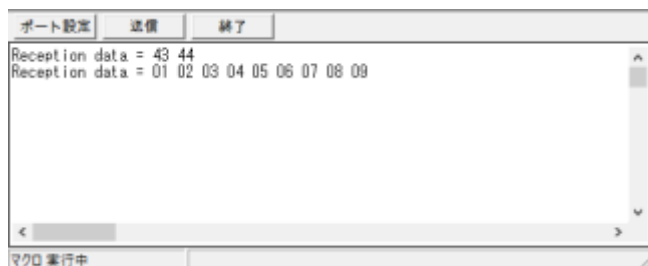 ポート設定 送信 終了
Reception data = 43 44
Reception data = 01 02 03 04 05 06 07 08 09
マクロ 実行中